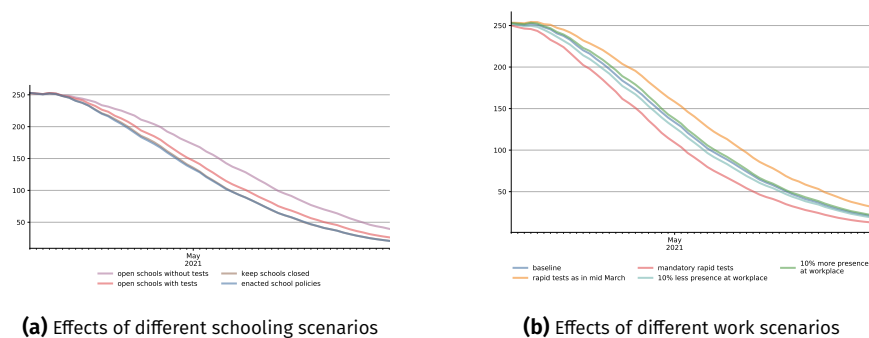 250
200
150
100
50
May
2021
open schools without tests
keep schools closed
open schools with tests
enacted school policies
(a) Effects of different schooling scenarios
250
200
150
100
50
May
2021
baseline
mandatory rapid tests
10% more presence
at workplace
rapid tests as in mid March
10% less presence at workplace
(b) Effects of different work scenarios